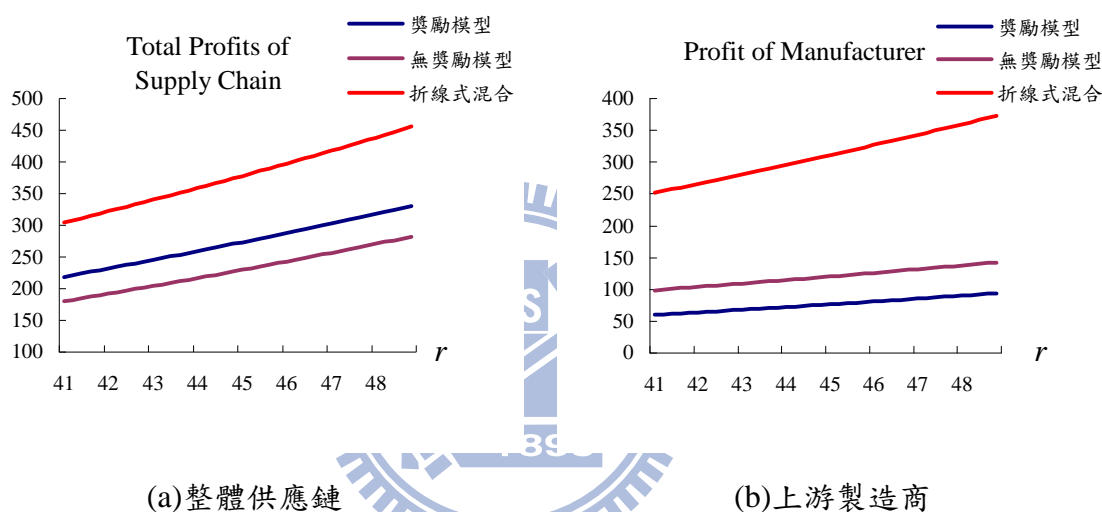 Total Profits of
Supply Chain
獎勵模型
無獎勵模型
折線式混合
500
450
400
350
300
250
200
150
100
41 42 43 44 45 46 47 48
r
(a)整體供應鏈
Profit of Manufacturer
獎勵模型
無獎勵模型
折線式混合
400
350
300
250
200
150
100
50
0
41 42 43 44 45 46 47 48
r
(b)上游製造商